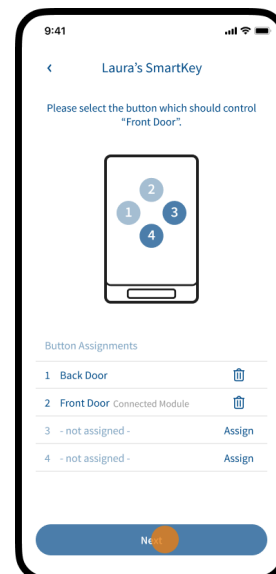 9:41
Laura's SmartKey
Please select the button which should control
“Front Door”.
2
1 3
4
Button Assignments
1 Back Door
2 Front Door Connected Module
3 - not assigned - Assign
4 - not assigned - Assign
Next